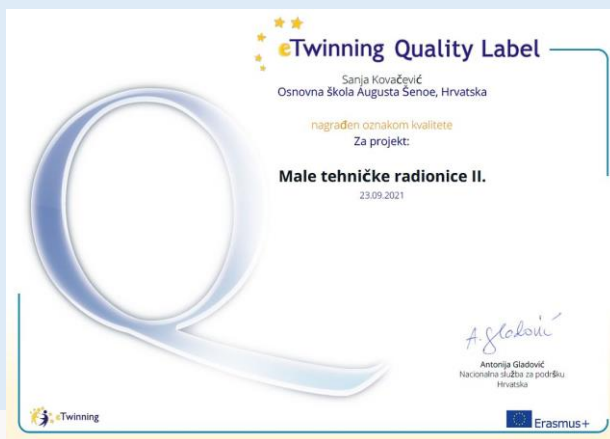 eTwinning Quality Label
Sanja Kovačević
Osnovna škola Augusta Šenoe, Hrvatska
nagrađen oznakom kvalitete
Za projekt:
Male tehničke radionice II.
23.09.2021
A. Gladović
Antonija Gladović
Nacionalna služba za podršku
Hrvatska
eTwinning
Erasmus+